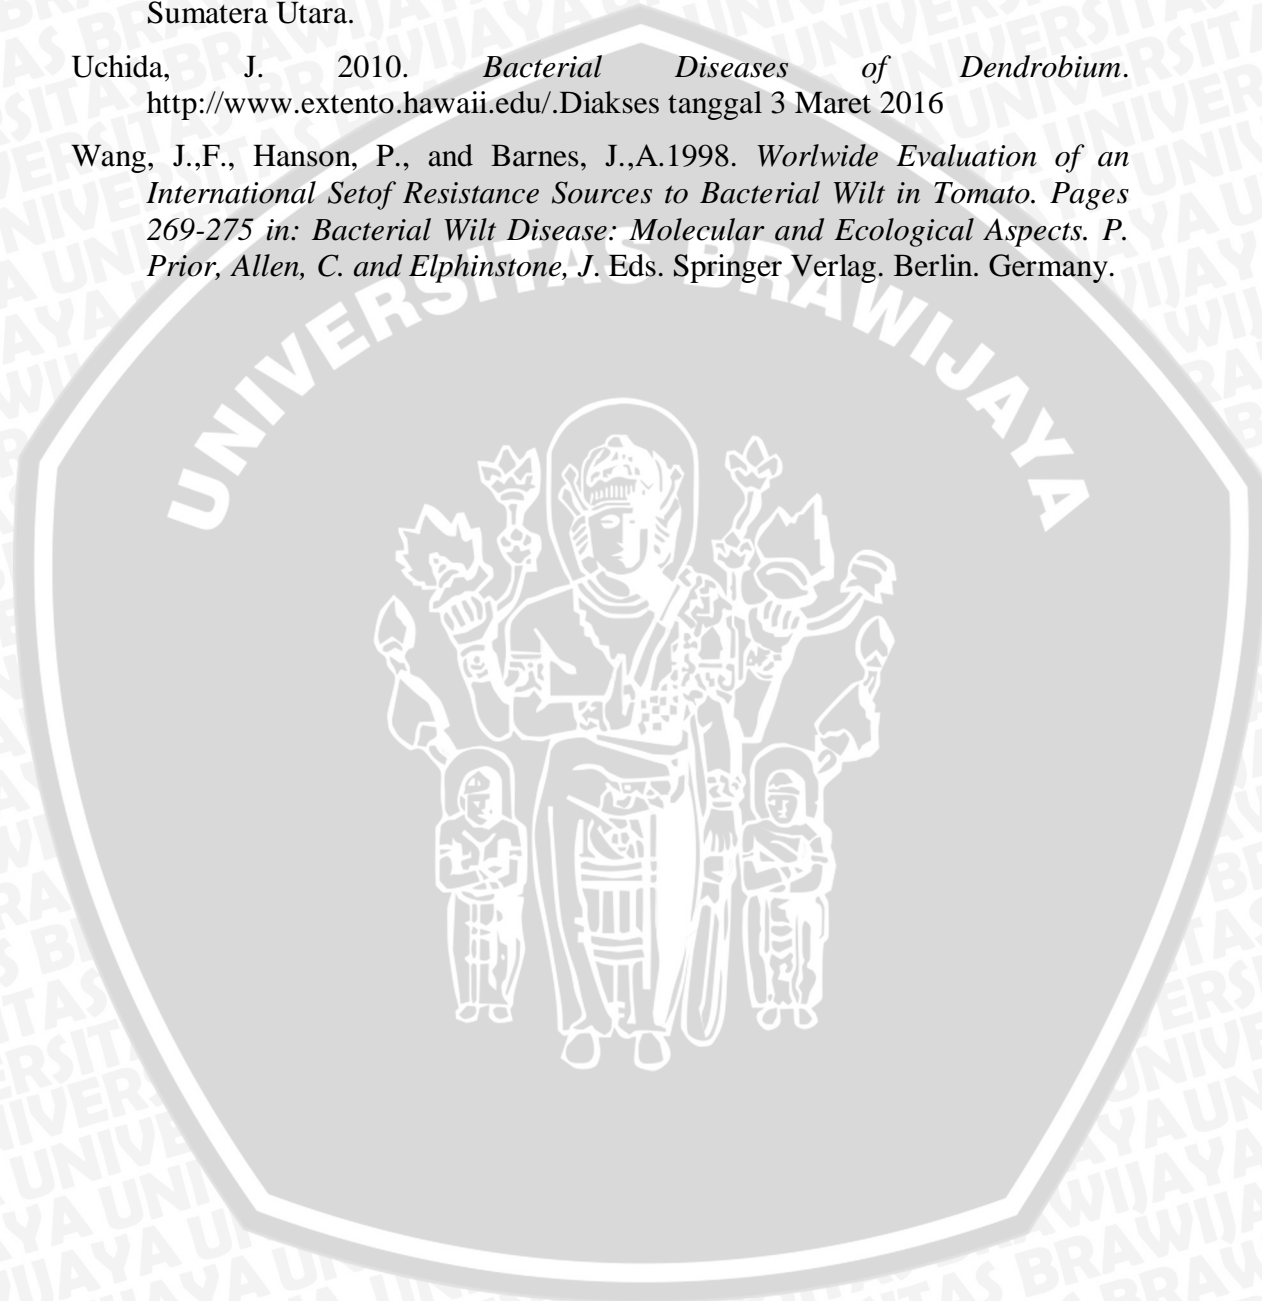 Sumatera Utara.
Uchida, J. 2010. Bacterial Diseases of Dendrobium.
http://www.extento.hawaii.edu/.Diakses tanggal 3 Maret 2016
Wang, J.,F., Hanson, P., and Barnes, J.,A.1998. Worlwide Evaluation of an
International Setof Resistance Sources to Bacterial Wilt in Tomato. Pages
269-275 in: Bacterial Wilt Disease: Molecular and Ecological Aspects. P.
Prior, Allen, C. and Elphinstone, J. Eds. Springer Verlag. Berlin. Germany.
UNIVERSITAS BRAWIJAYA